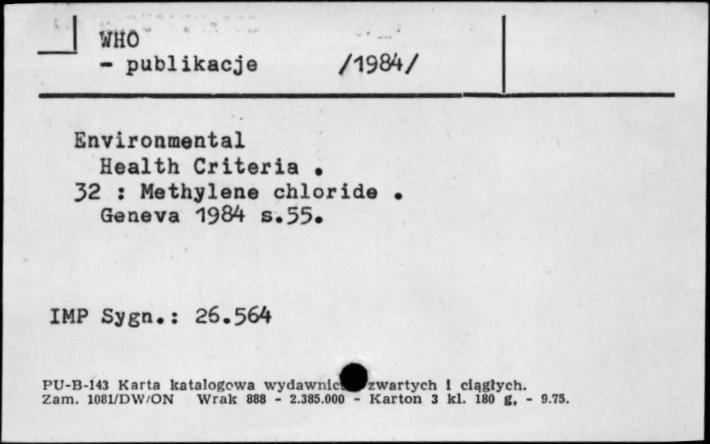 WHO
- publikacje /1984/
Environmental
Health Criteria .
32 : Methylene chloride .
Geneva 1984 s.55.
IMP Sygn.: 26.564
PU-B-143 Karta katalogowa zwartych i ciągłych.
Zam. 1081/DW/ON Wrak 888 - 2.385.000 - Karton 3 kl. 180 g, - 9.75.